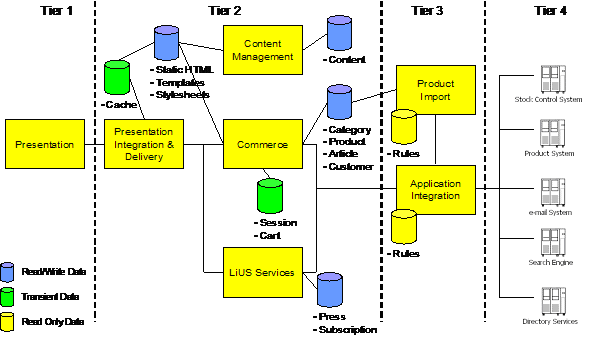 Tier 1
Tier 2
Tier 3
Tier 4
Content
Management
- Content
- Static HTML
- Templates
- Stylesheets
- Cache
Product
Import
Stock Control System
- Category
- Product
- Article
- Customer
- Rules
Presentation
Presentation
Integration &
Delivery
Commerce
Product System
Application
Integration
e-mail System
- Session
- Cart
- Rules
Search Engine
LiUS Services
Read/Write Data
Transient Data
Read Only Data
- Press
- Subscription
Directory Services